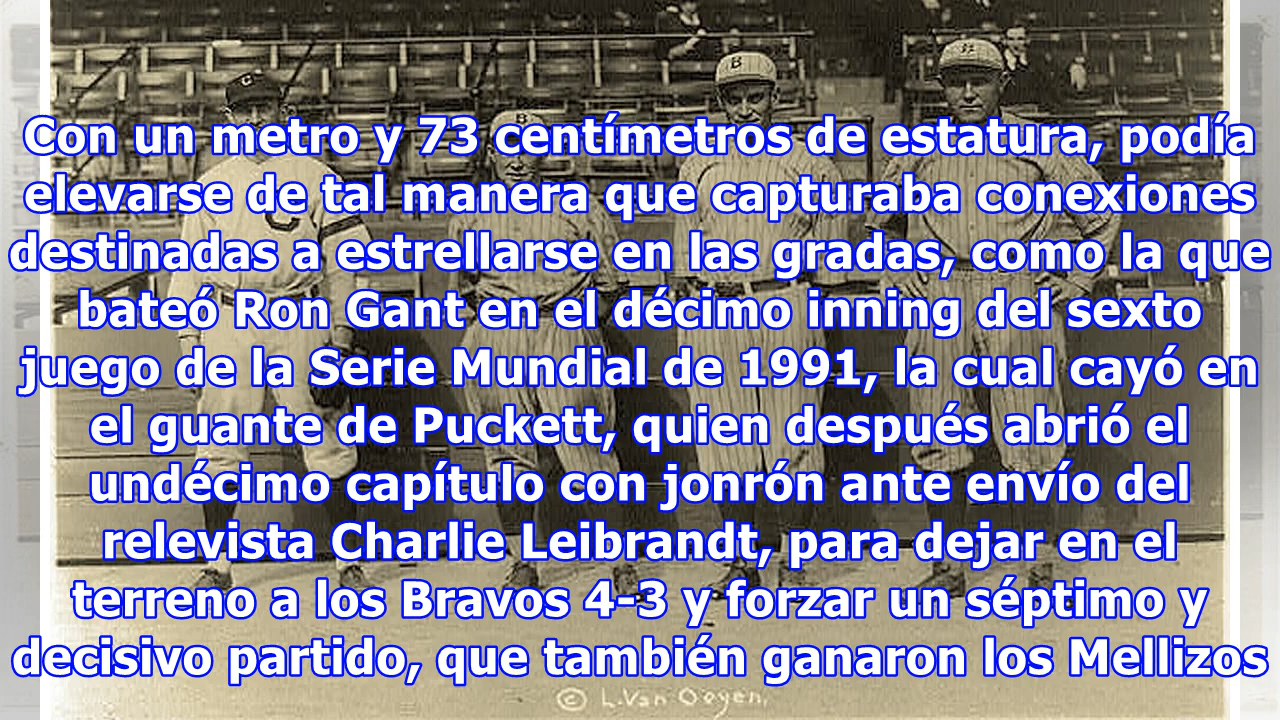 Con un metro y 73 centímetros de estatura, podía
elevarse de tal manera que capturaba conexiones
destinadas a estrellarse en las gradas, como la que
bateó Ron Gant en el décimo inning del sexto
juego de la Serie Mundial de 1991, la cual cayó en
el guante de Puckett, quien después abrió el
undécimo capítulo con jonrón ante envío del
relevista Charlie Leibrandt, para dejar en el
terreno a los Bravos 4-3 y forzar un séptimo y
decisivo partido, que también ganaron los Mellizos
© L.Van Oeyen.